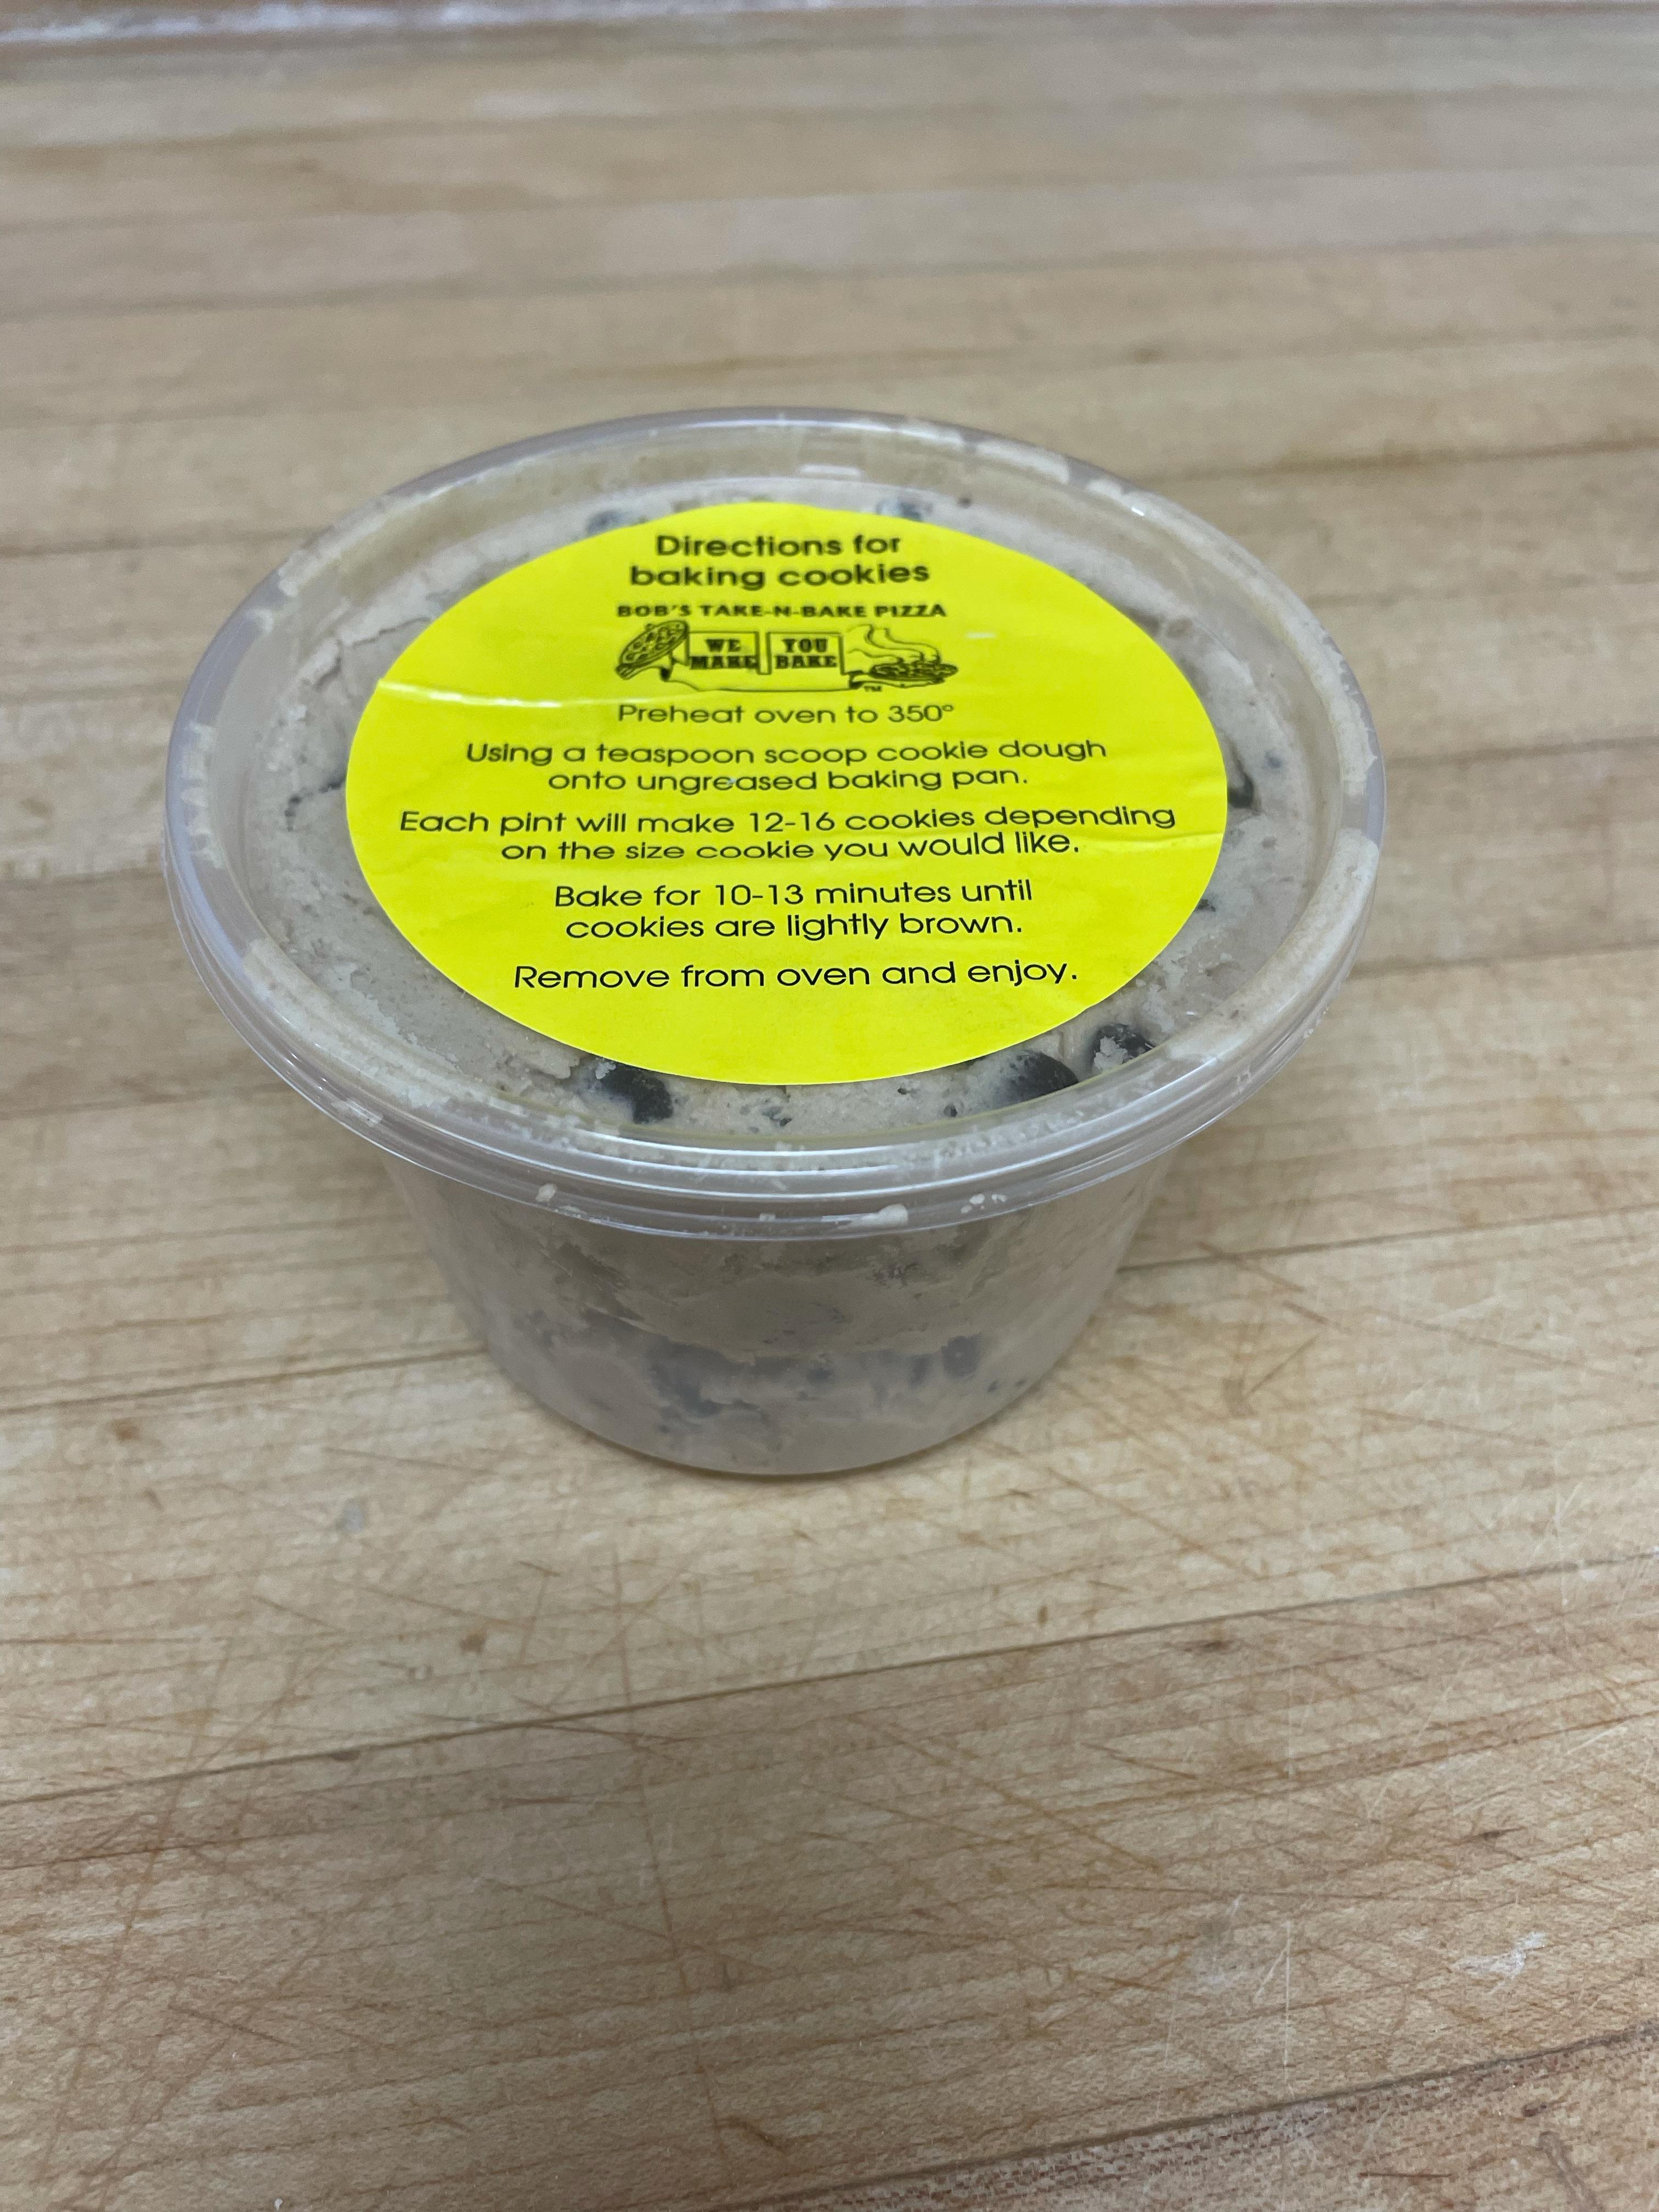 Directions for
baking cookies
BOB'S TAKE-N-BAKE PIZZA
WE YOU
MAKE BAKE
TM
Preheat oven to 350°
Using a teaspoon scoop cookie dough
onto ungreased baking pan.
Each pint will make 12-16 cookies depending
on the size cookie you would like.
Bake for 10-13 minutes until
cookies are lightly brown.
Remove from oven and enjoy.